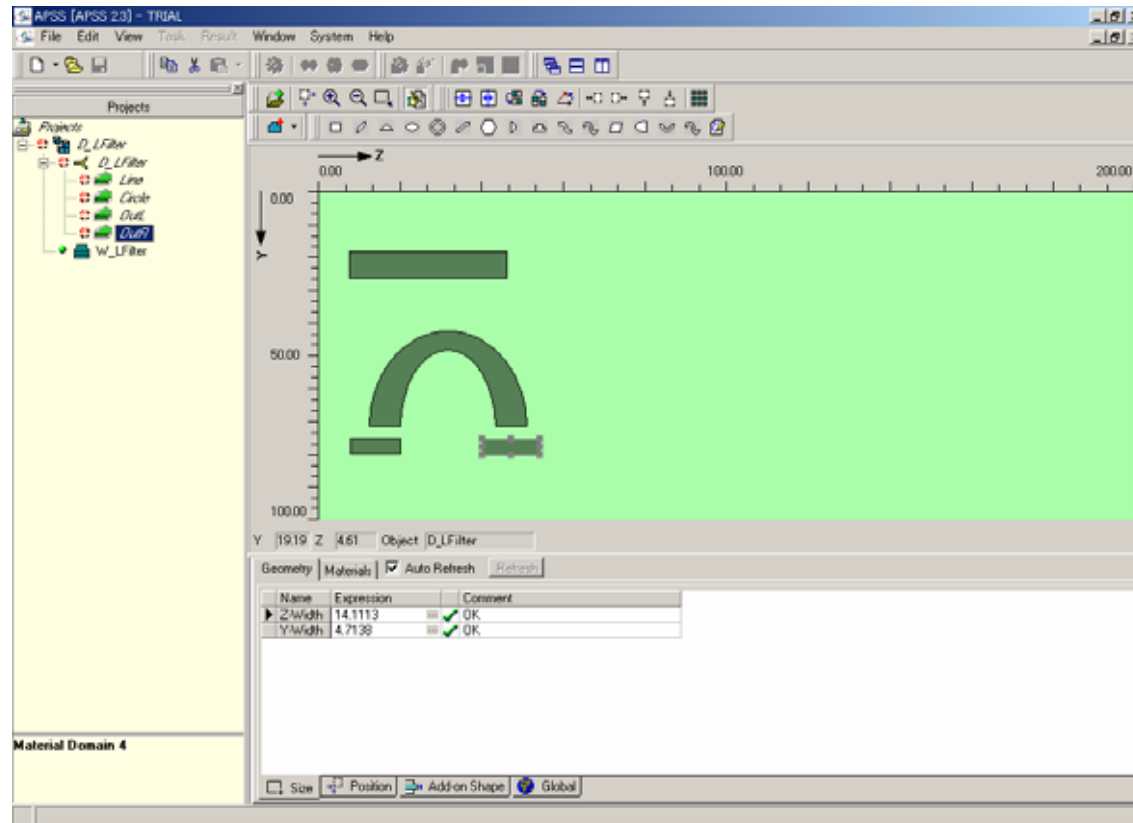 APSS [APSS 2.3] - TRIAL
File Edit View Task Result Window System Help
Projects
Projects
D_LFilter
D_LFilter
Line
Circle
OutL
OutR
W_LFilter
Z
0.00 100.00 200.00
0.00
Y
50.00
100.00
Y 19.19 Z 4.61 Object D_LFilter
Geometry Materials Auto Refresh Refresh
Name Expression Comment
Z-Width 14.1113 OK
Y-Width 4.7138 OK
Material Domain 4
Size Position Add-on Shape Global